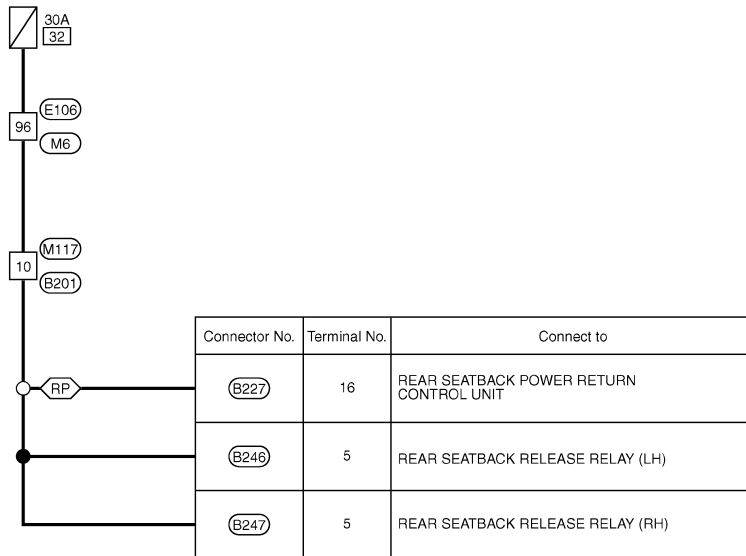 30A
32
E106
96
M6
M117
10
B201
Connector No. Terminal No. Connect to
RP B227 16 REAR SEATBACK POWER RETURN
CONTROL UNIT
B246 5 REAR SEATBACK RELEASE RELAY (LH)
B247 5 REAR SEATBACK RELEASE RELAY (RH)